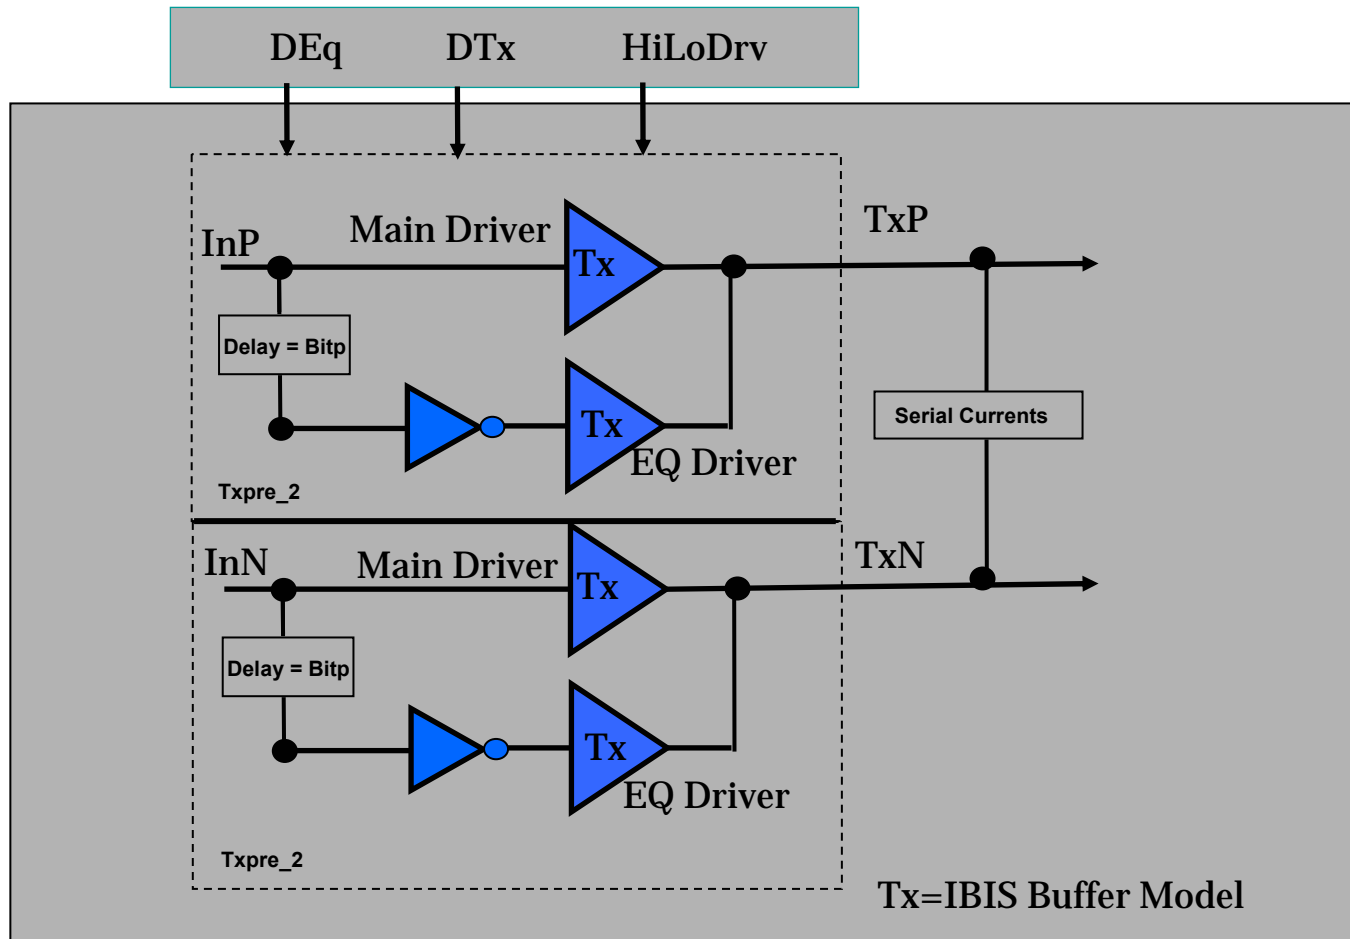 DEq DTx HiLoDrv
InP
Main Driver
Tx
TxP
Delay = Bitp
Tx
EQ Driver
Txpre_2
Serial Currents
InN
Main Driver
Tx
TxN
Delay = Bitp
Tx
EQ Driver
Txpre_2
Tx=IBIS Buffer Model